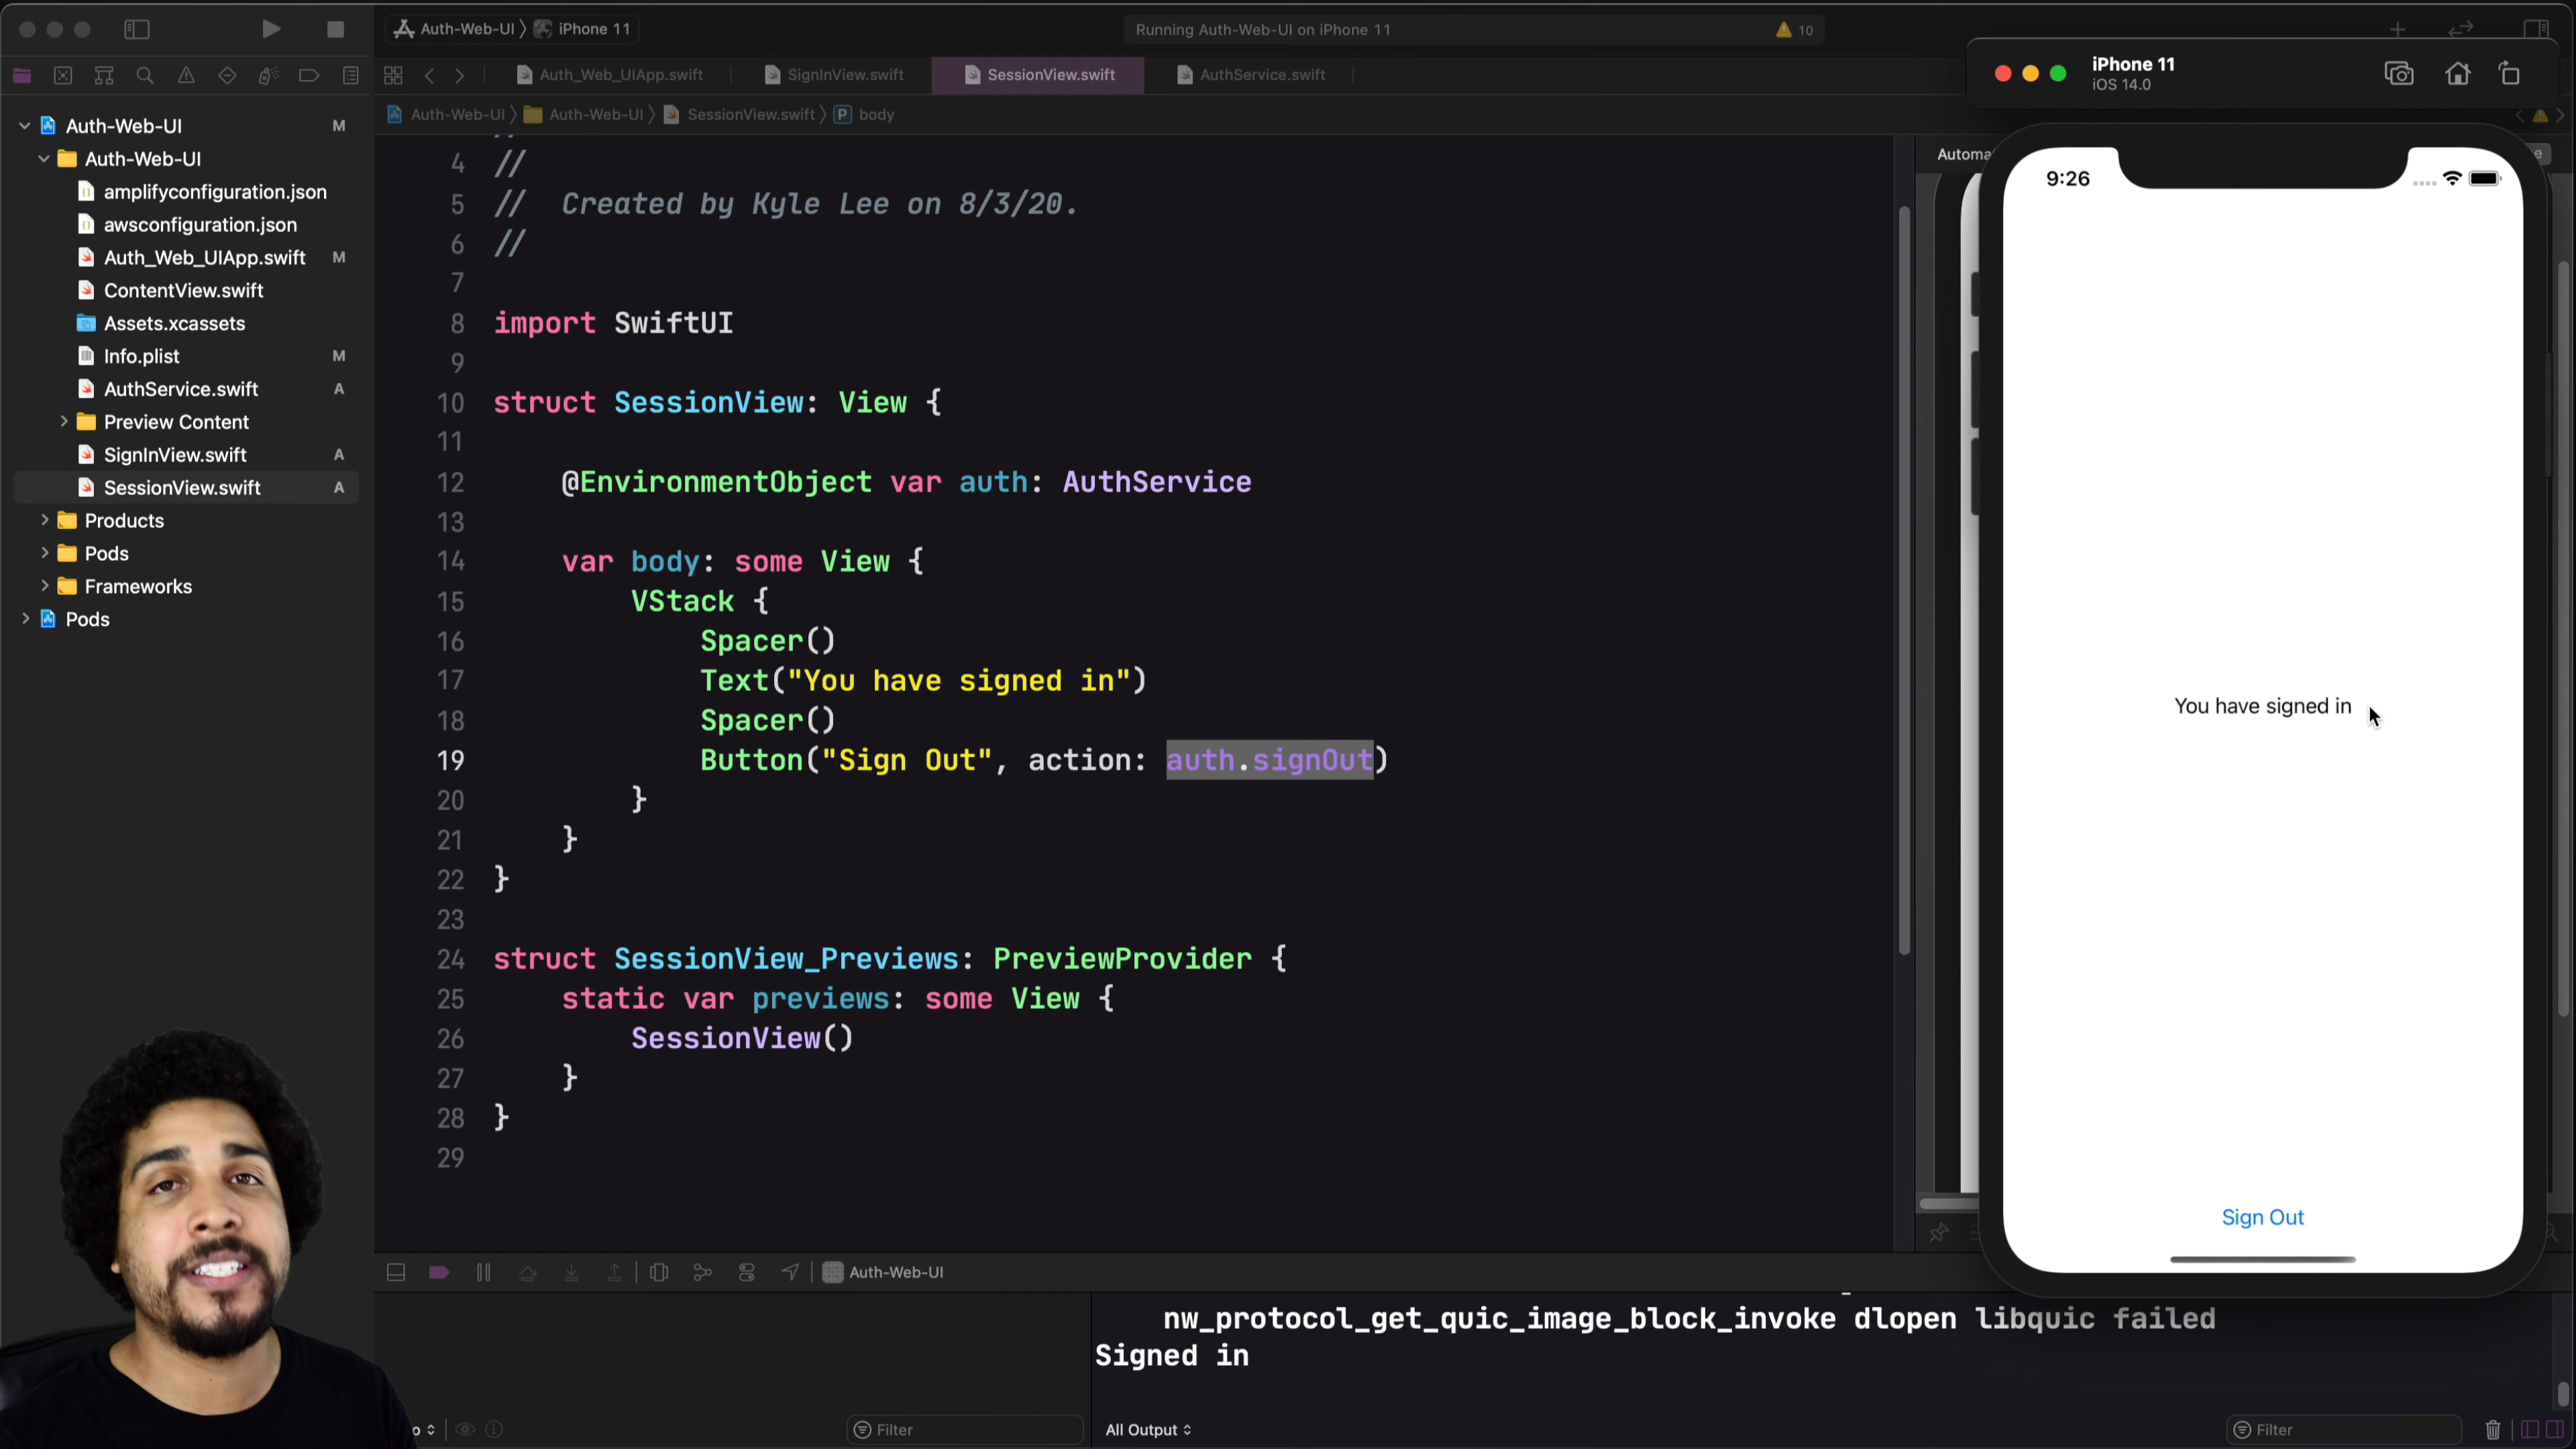 Auth-Web-UI 〉 iPhone 11
Running Auth-Web-UI on iPhone 11
10
Auth_Web_UIApp.swift
SignInView.swift
SessionView.swift
AuthService.swift
Auth-Web-UI 〉 Auth-Web-UI 〉 SessionView.swift 〉 P body
Auth-Web-UI M
Auth-Web-UI
amplifyconfiguration.json
awsconfiguration.json
Auth_Web_UIApp.swift M
ContentView.swift
Assets.xcassets
Info.plist M
AuthService.swift A
Preview Content
SignInView.swift A
SessionView.swift A
Products
Pods
Frameworks
Pods
4 //
5 //  Created by Kyle Lee on 8/3/20.
6 //
7
8 import SwiftUI
9
10 struct SessionView: View {
11
12     @EnvironmentObject var auth: AuthService
13
14     var body: some View {
15         VStack {
16             Spacer()
17             Text("You have signed in")
18             Spacer()
19             Button("Sign Out", action: auth.signOut)
20         }
21     }
22 }
23
24 struct SessionView_Previews: PreviewProvider {
25     static var previews: some View {
26         SessionView()
27     }
28 }
29
iPhone 11
iOS 14.0
9:26
You have signed in
Sign Out
Auth-Web-UI
nw_protocol_get_quic_image_block_invoke dlopen libquic failed
Signed in
Filter
All Output
Filter